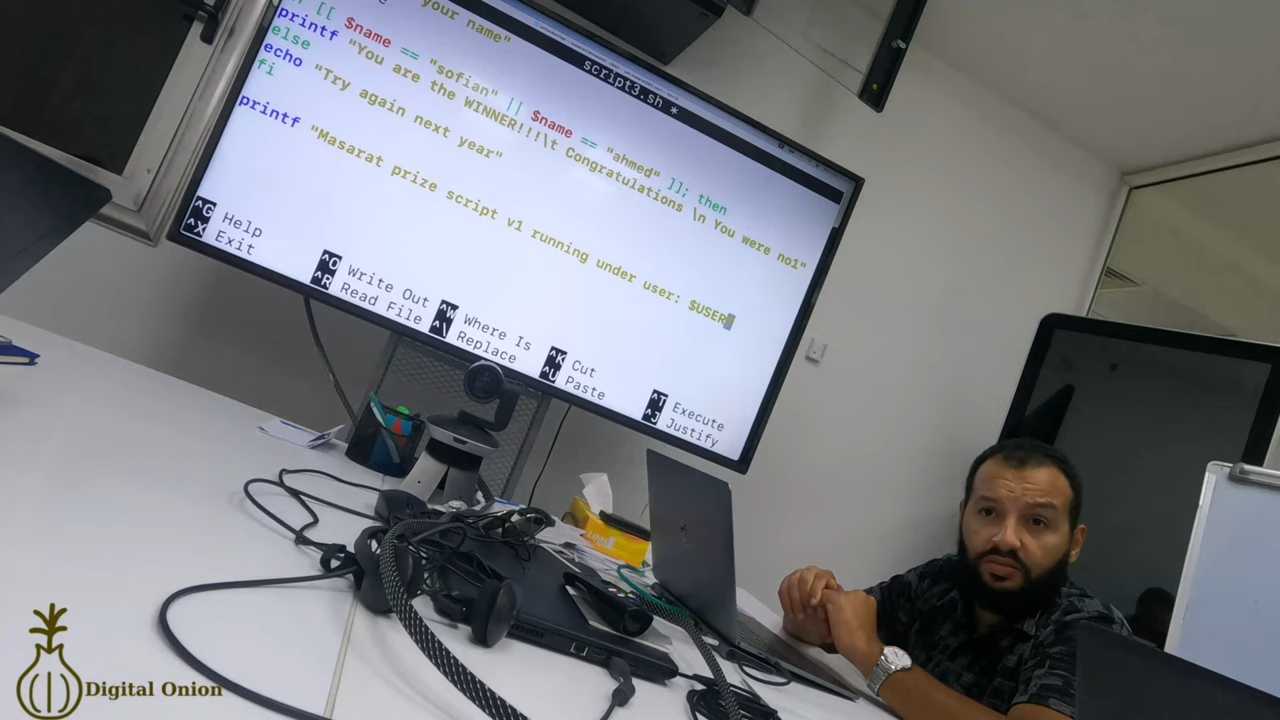 script3.sh *
your name"
[[ $name == "sofian" || $name == "ahmed" ]]; then
printf "You are the WINNER!!!\t Congratulations \n You were no1"
else
echo "Try again next year"
fi
printf "Masarat prize script v1 running under user: $USER
^G Help
^O Write Out
^W Where Is
^K Cut
^T Execute
^X Exit
^R Read File
^\ Replace
^U Paste
^J Justify
Digital Onion